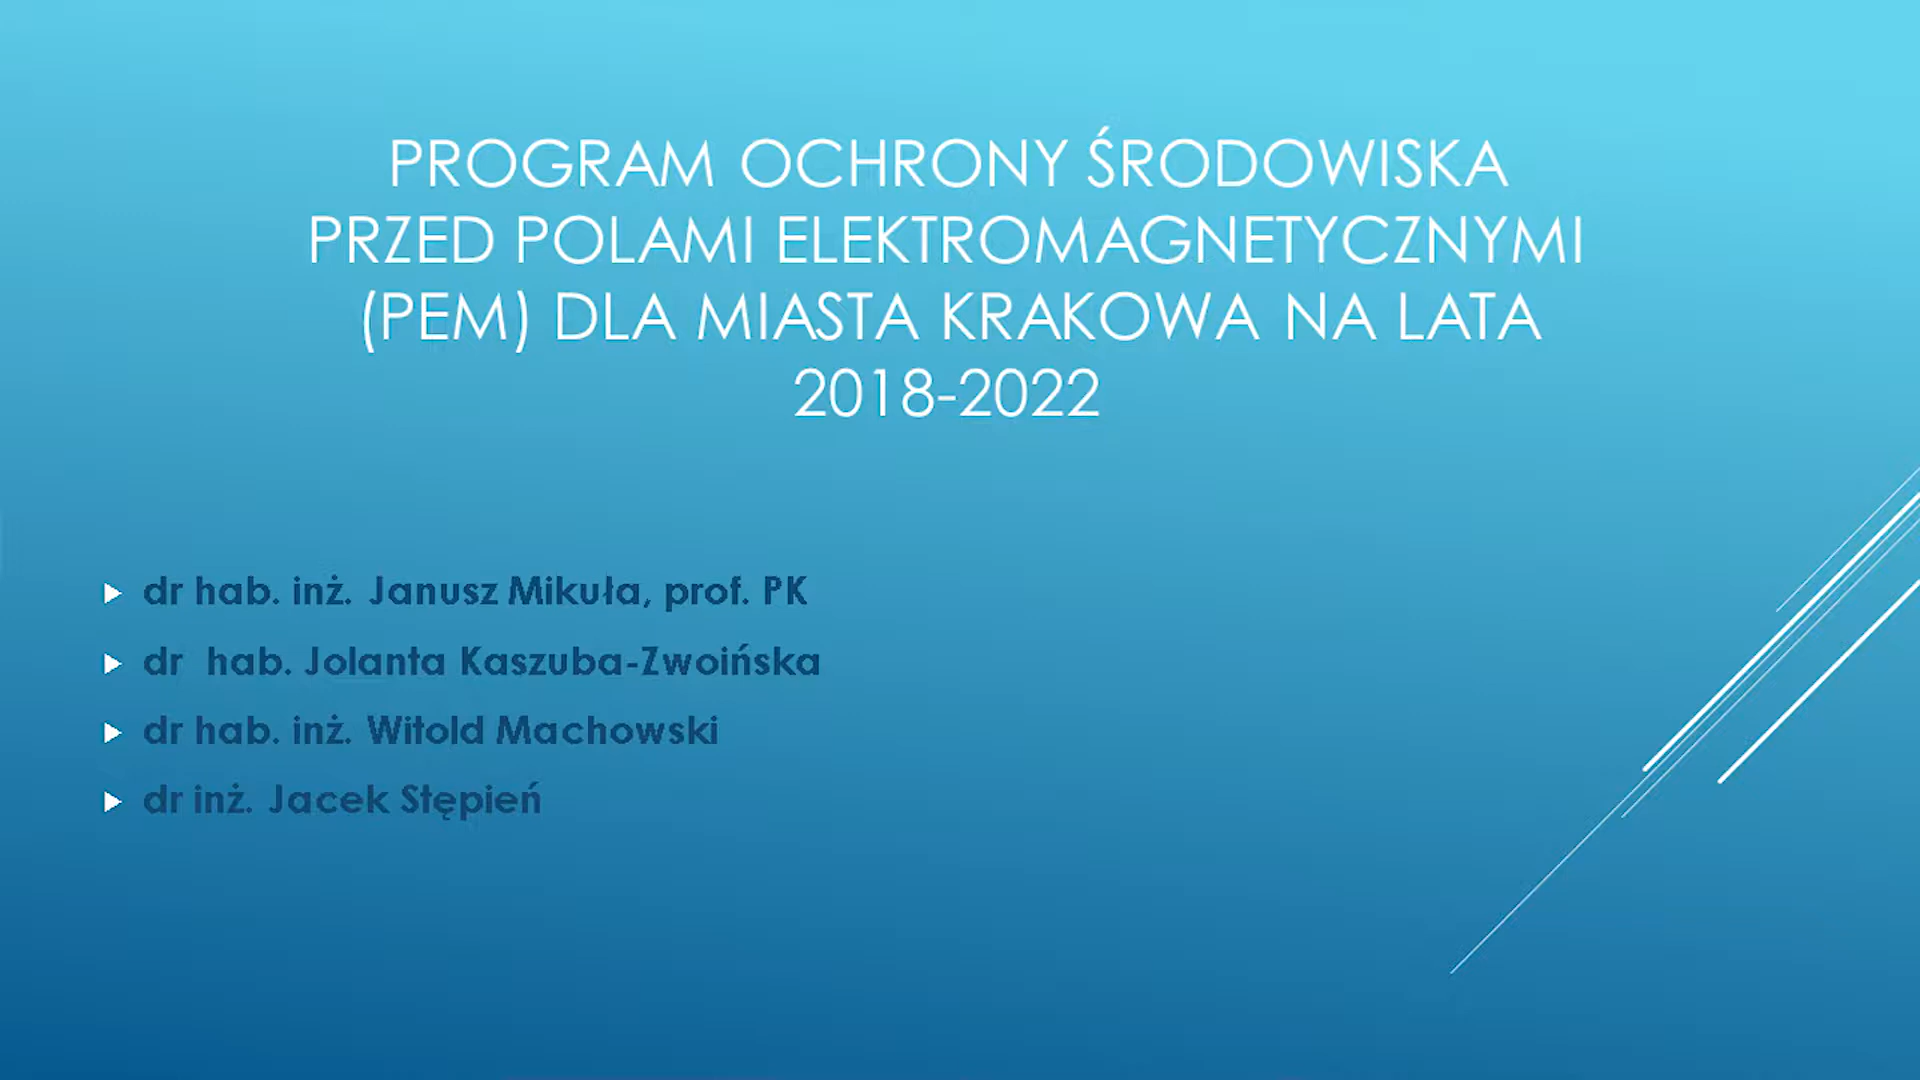 PROGRAM OCHRONY ŚRODOWISKA
PRZED POLAMI ELEKTROMAGNETYCZNYMI
(PEM) DLA MIASTA KRAKOWA NA LATA
2018-2022
dr hab. inż. Janusz Mikuła, prof. PK
dr hab. Jolanta Kaszuba-Zwoińska
dr hab. inż. Witold Machowski
dr inż. Jacek Stępień